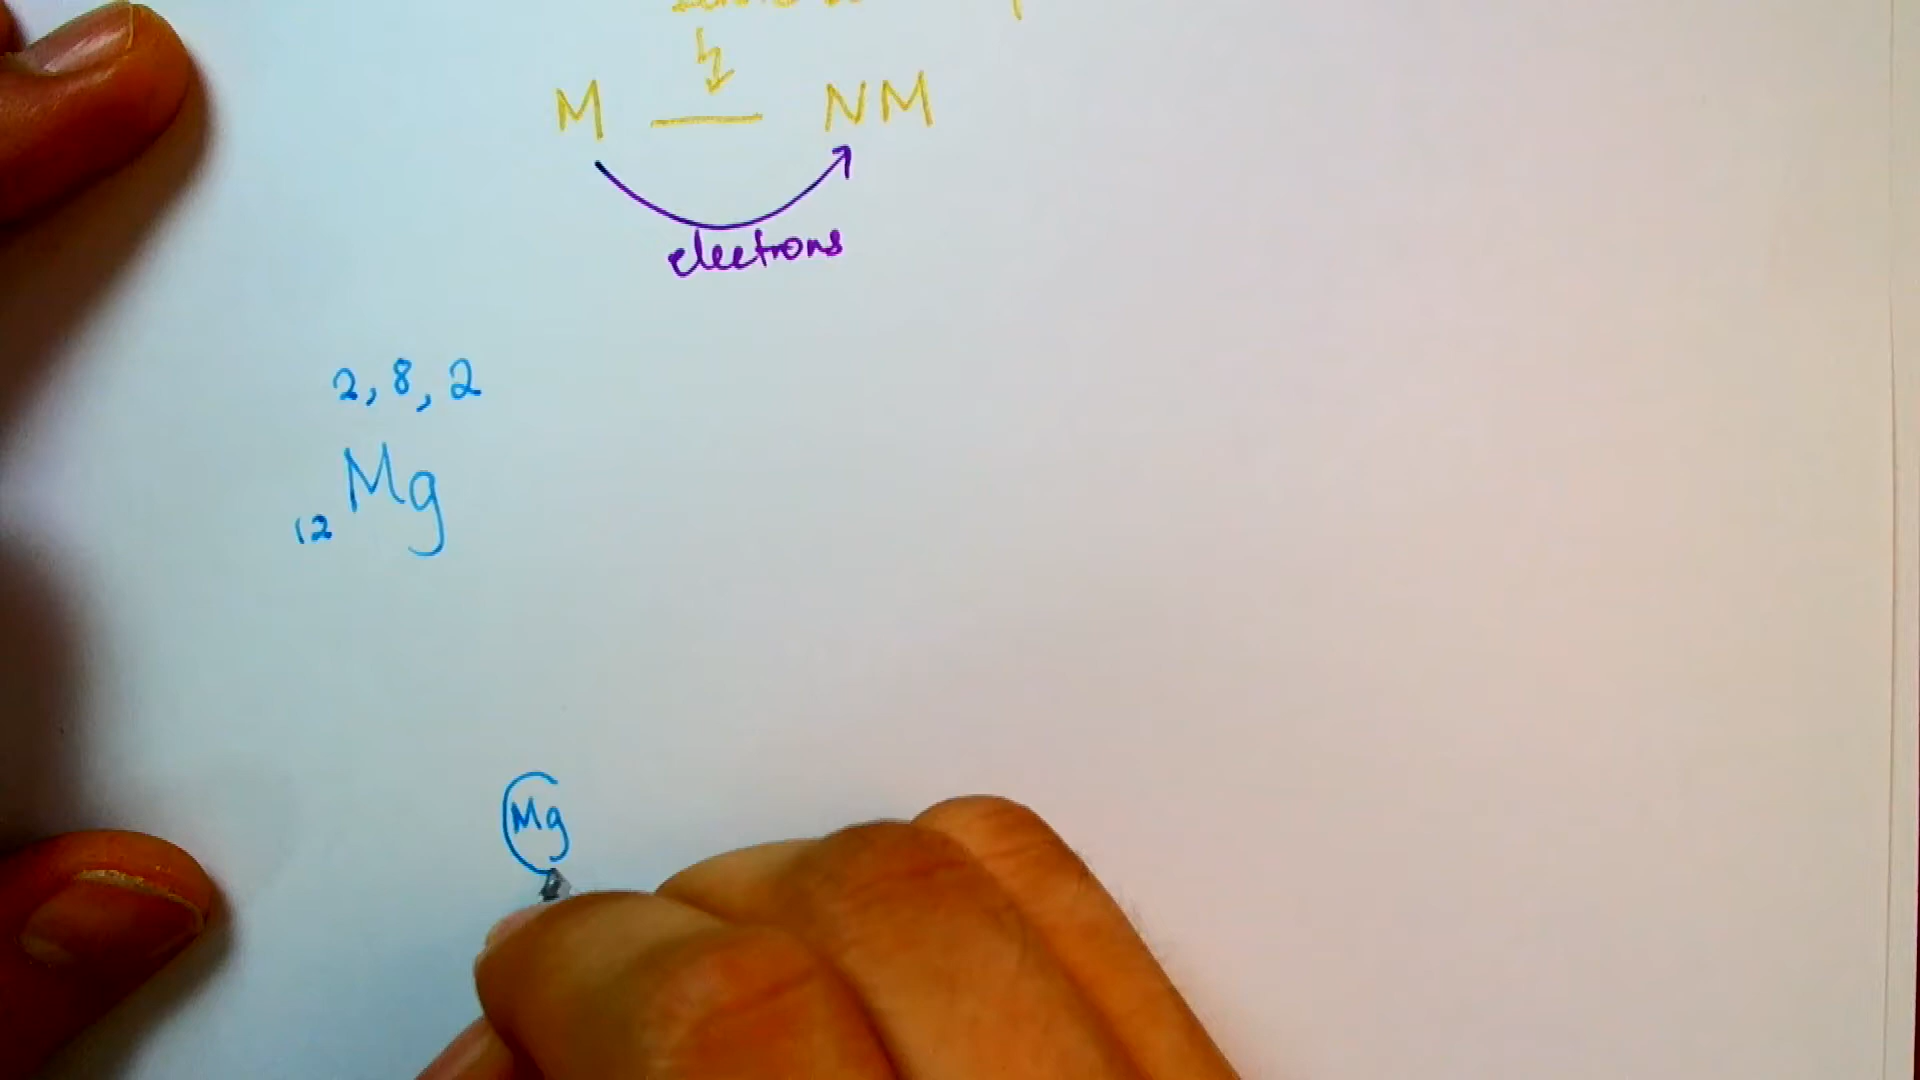 M — NM
electrons
2, 8, 2
12 Mg
Mg